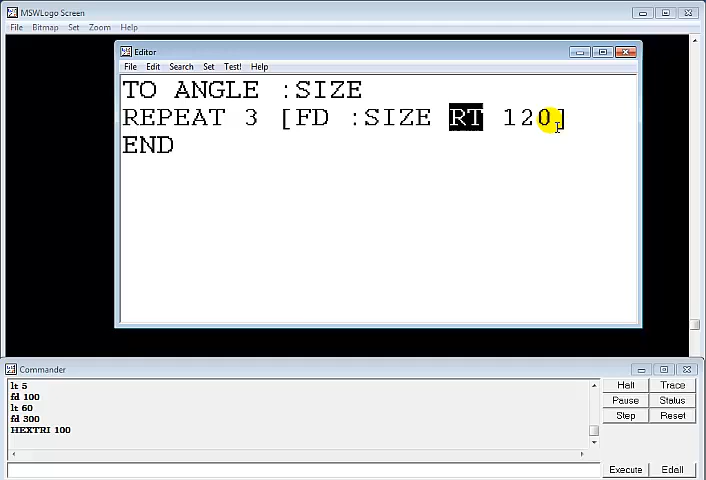 MSWLogo Screen
File Bitmap Set Zoom Help
Editor
File Edit Search Set Test! Help
TO ANGLE :SIZE
REPEAT 3 [FD :SIZE RT 120]
END
Commander
lt 5
fd 100
lt 60
fd 300
HEXTRI 100
Halt Trace
Pause Status
Step Reset
Execute Edall